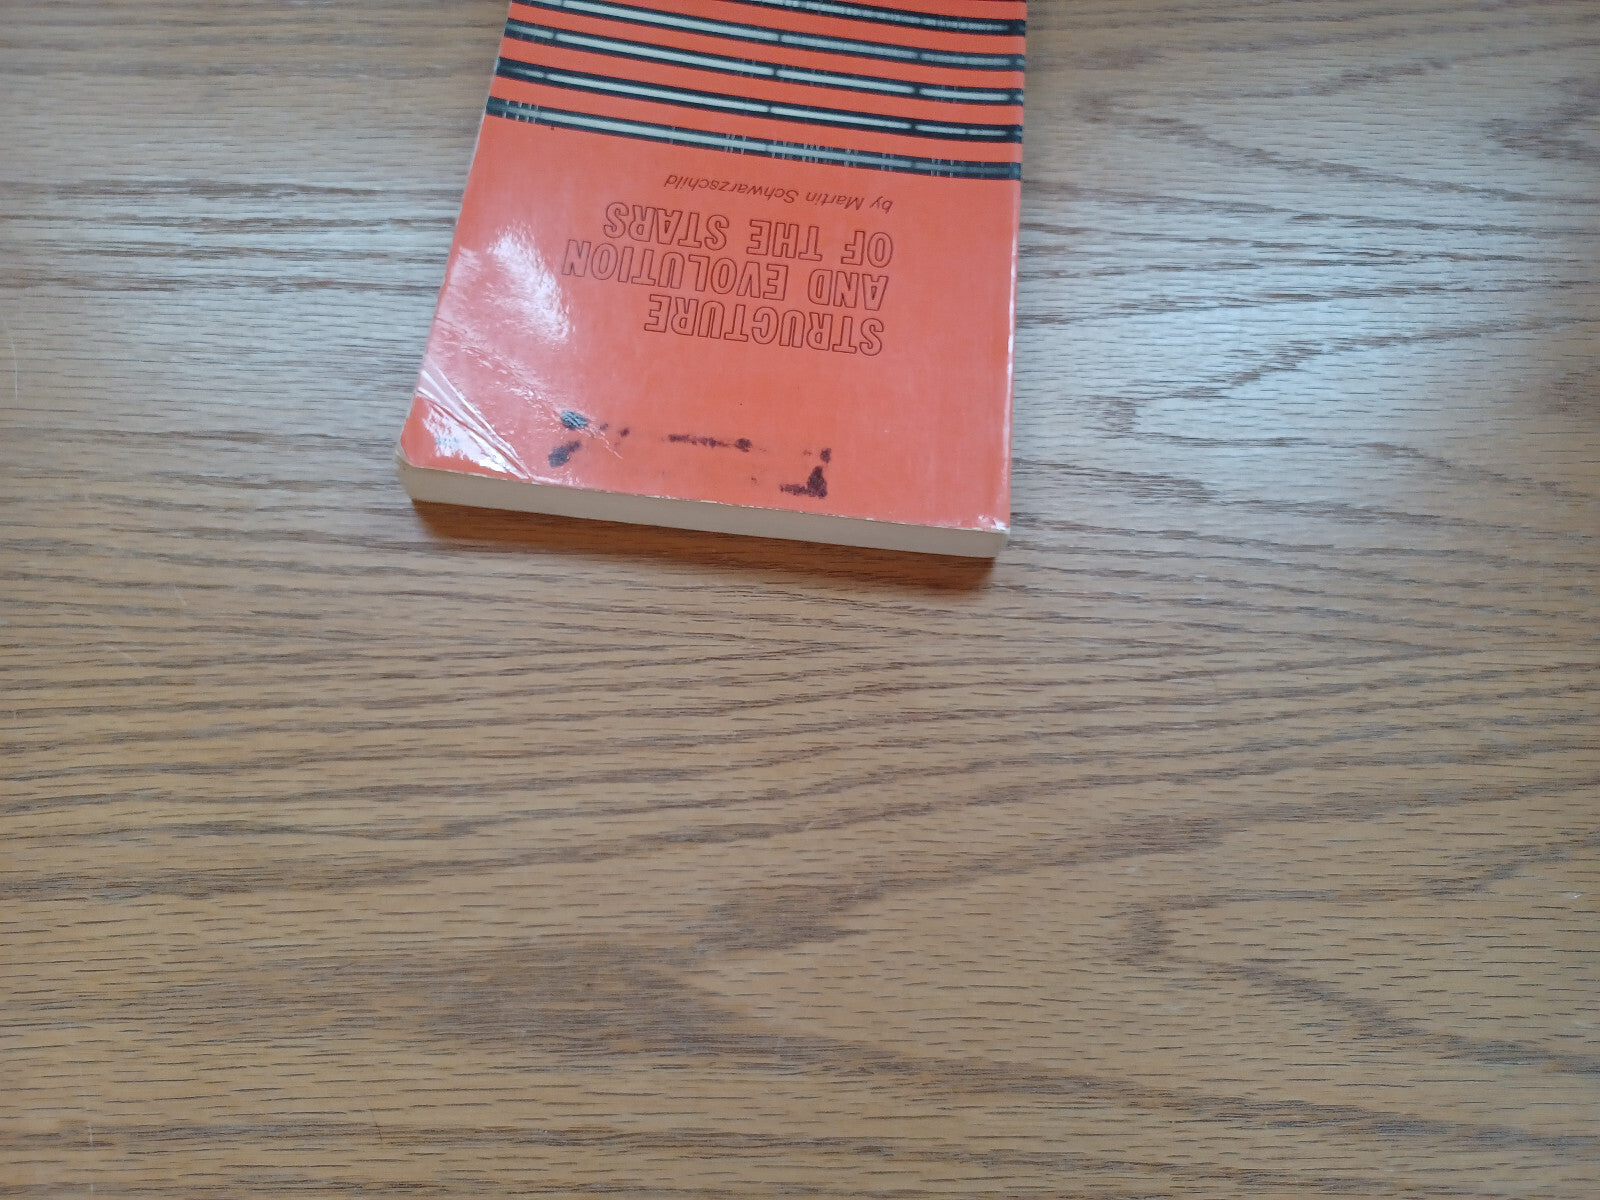 STRUCTURE
AND EVOLUTION
OF THE STARS
by Martin Schwarzschild